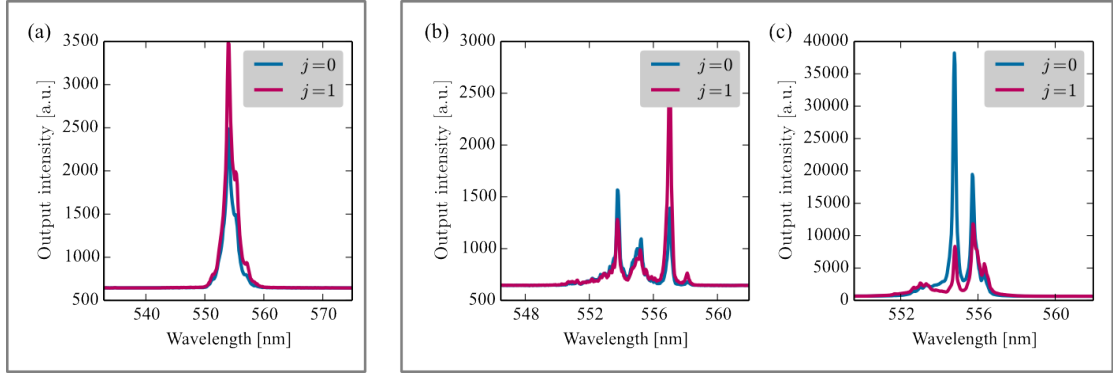 (a)
3500
3000
2500
2000
1500
1000
500
Output intensity [a.u.]
j=0
j=1
540 550 560 570
Wavelength [nm]
(b)
3000
2500
2000
1500
1000
500
Output intensity [a.u.]
j=0
j=1
548 552 556 560
Wavelength [nm]
(c)
40000
35000
30000
25000
20000
15000
10000
5000
0
Output intensity [a.u.]
j=0
j=1
552 556 560
Wavelength [nm]